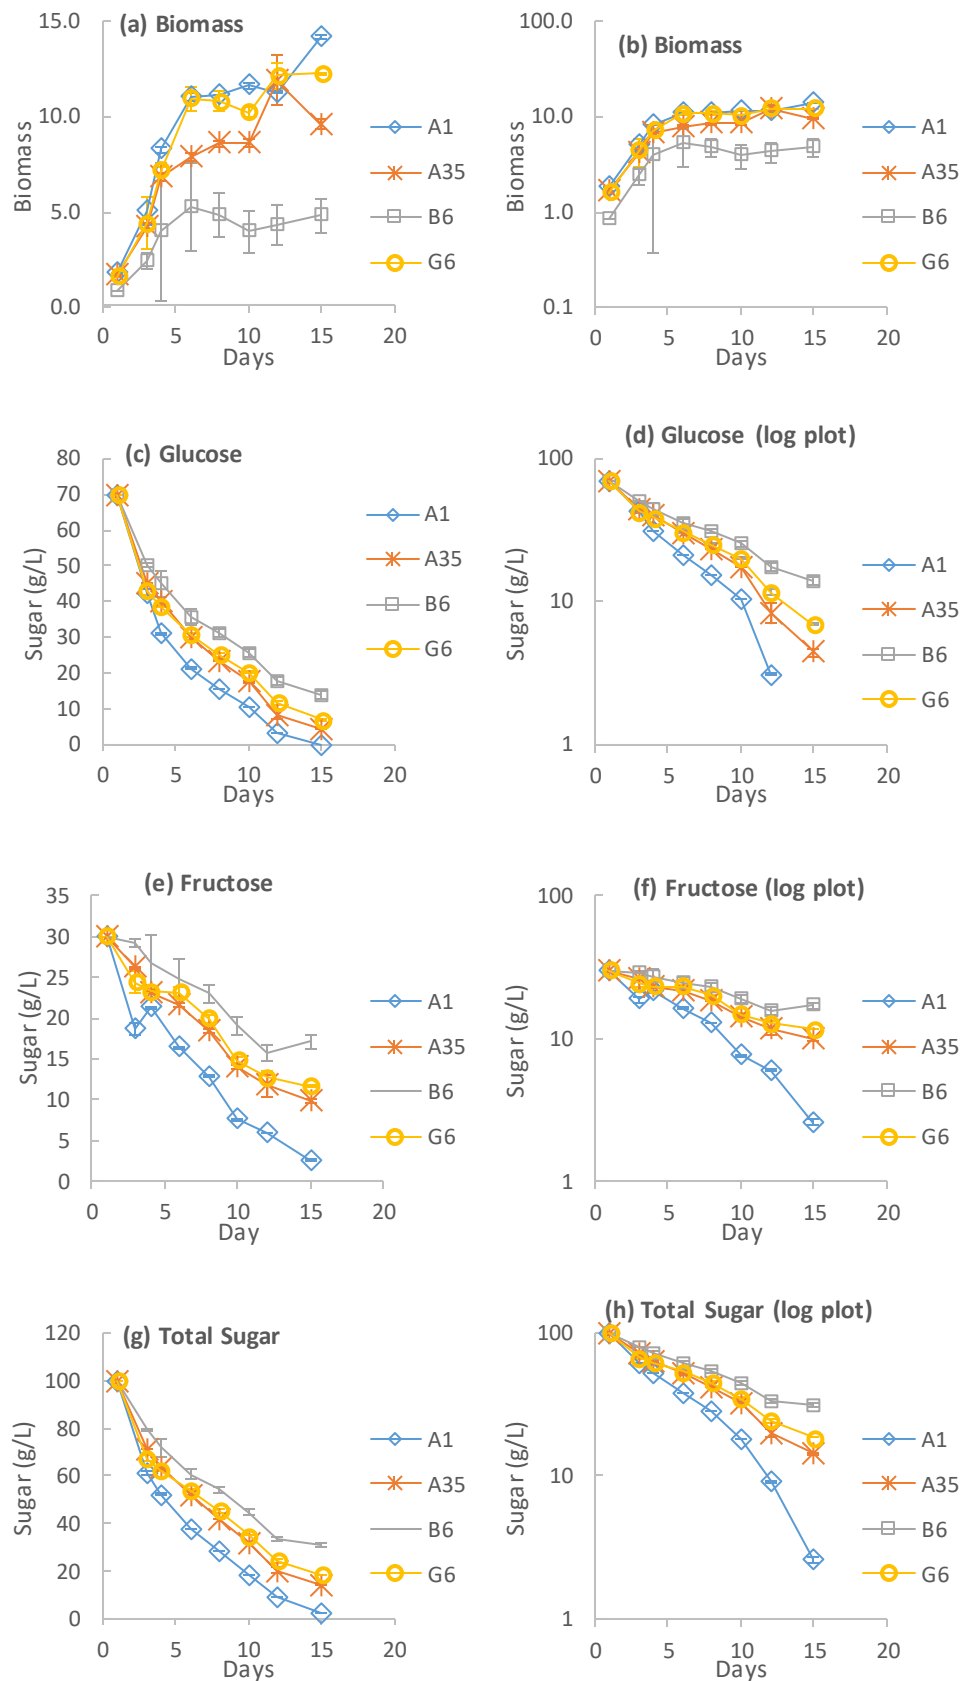 (a) Biomass
15.0
10.0
5.0
0.0
Biomass
0 5 10 15 20
Days
A1
A35
B6
G6
(b) Biomass
100.0
10.0
1.0
0.1
Biomass
0 5 10 15 20
Days
A1
A35
B6
G6
(c) Glucose
80
70
60
50
40
30
20
10
0
Sugar (g/L)
0 5 10 15 20
Days
A1
A35
B6
G6
(d) Glucose (log plot)
100
10
1
Sugar (g/L)
0 5 10 15 20
Days
A1
A35
B6
G6
(e) Fructose
35
30
25
20
15
10
5
0
Sugar (g/L)
0 5 10 15 20
Day
A1
A35
B6
G6
(f) Fructose (log plot)
100
10
1
Sugar (g/L)
0 5 10 15 20
Day
A1
A35
B6
G6
(g) Total Sugar
120
100
80
60
40
20
0
Sugar (g/L)
0 5 10 15 20
Days
A1
A35
B6
G6
(h) Total Sugar (log plot)
100
10
1
Sugar (g/L)
0 5 10 15 20
Days
A1
A35
B6
G6